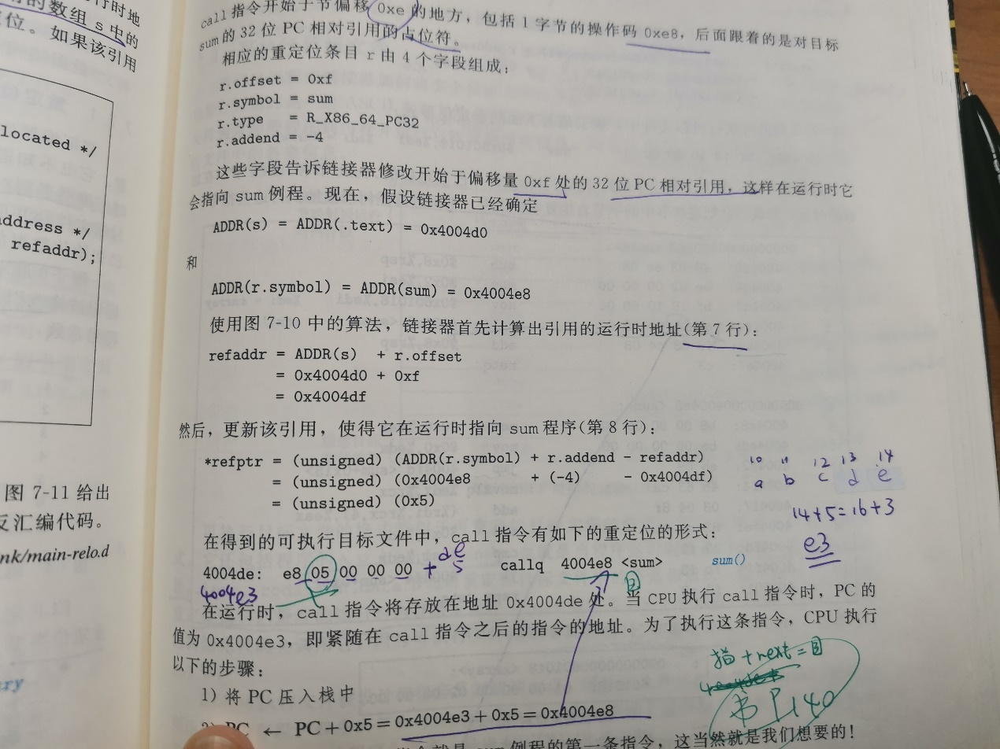 行时地
的数组 s 中的
位。如果该引用
located */
address */
refaddr);
图 7-11 给出
反汇编代码。
nk/main-relo.d
ary
call 指令开始于节偏移 0xe 的地方，包括 1 字节的操作码 0xe8，后面跟着的是对目标
sum 的 32 位 PC 相对引用的占位符。
相应的重定位条目 r 由 4 个字段组成：
r.offset = 0xf
r.symbol = sum
r.type = R_X86_64_PC32
r.addend = -4
这些字段告诉链接器修改开始于偏移量 0xf 处的 32 位 PC 相对引用，这样在运行时它
会指向 sum 例程。现在，假设链接器已经确定
ADDR(s) = ADDR(.text) = 0x4004d0
和
ADDR(r.symbol) = ADDR(sum) = 0x4004e8
使用图 7-10 中的算法，链接器首先计算出引用的运行时地址(第 7 行)：
refaddr = ADDR(s) + r.offset
= 0x4004d0 + 0xf
= 0x4004df
然后，更新该引用，使得它在运行时指向 sum 程序(第 8 行)：
*refptr = (unsigned) (ADDR(r.symbol) + r.addend - refaddr)
= (unsigned) (0x4004e8 + (-4) - 0x4004df)
= (unsigned) (0x5)
10 11 12 13 14
a b c d e
14+5=16+3
e3
在得到的可执行目标文件中，call 指令有如下的重定位的形式：
de
4004de: e8 05 00 00 00 + 5 callq 4004e8 <sum> sum()
4004e3
在运行时，call 指令将存放在地址 0x4004de 处。当 CPU 执行 call 指令时，PC 的
值为 0x4004e3，即紧随在 call 指令之后的指令的地址。为了执行这条指令，CPU 执行
以下的步骤：
指+next=目
书P140
1) 将 PC 压入栈中
PC ← PC + 0x5 = 0x4004e3 + 0x5 = 0x4004e8
sum 例程的第一条指令，这当然就是我们想要的！